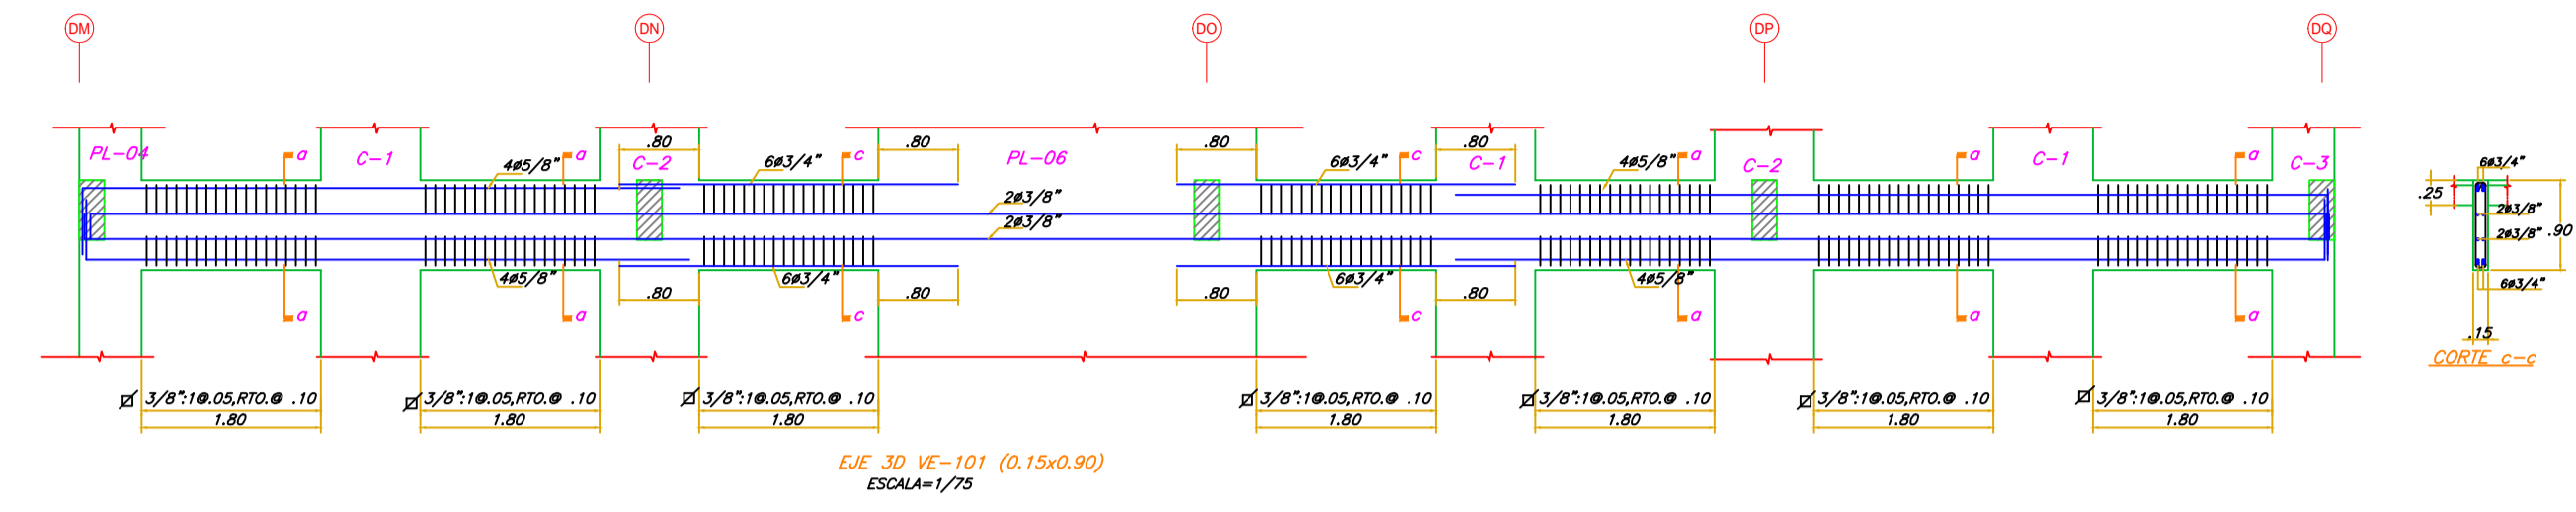 DM DN DO DP DQ
.80 .80 .80 .80
PL-04 a C-1 4ø5/8" a C-2 6ø3/4" c PL-06 6ø3/4" c C-1 4ø5/8" a C-2 a C-1 a C-3
6ø3/4"
2ø3/8"
.25
2ø3/8"
2ø3/8"
2ø3/8" .90
4ø5/8" 6ø3/4" 6ø3/4" 4ø5/8"
6ø3/4"
.80 .80 .80 .80
a a c c a a a
.15
CORTE c-c
3/8":1@.05,RTO.@ .10 3/8":1@.05,RTO.@ .10 3/8":1@.05,RTO.@ .10 3/8":1@.05,RTO.@ .10 3/8":1@.05,RTO.@ .10 3/8":1@.05,RTO.@ .10 3/8":1@.05,RTO.@ .10
1.80 1.80 1.80 1.80 1.80 1.80 1.80
EJE 3D VE-101 (0.15x0.90)
ESCALA=1/75